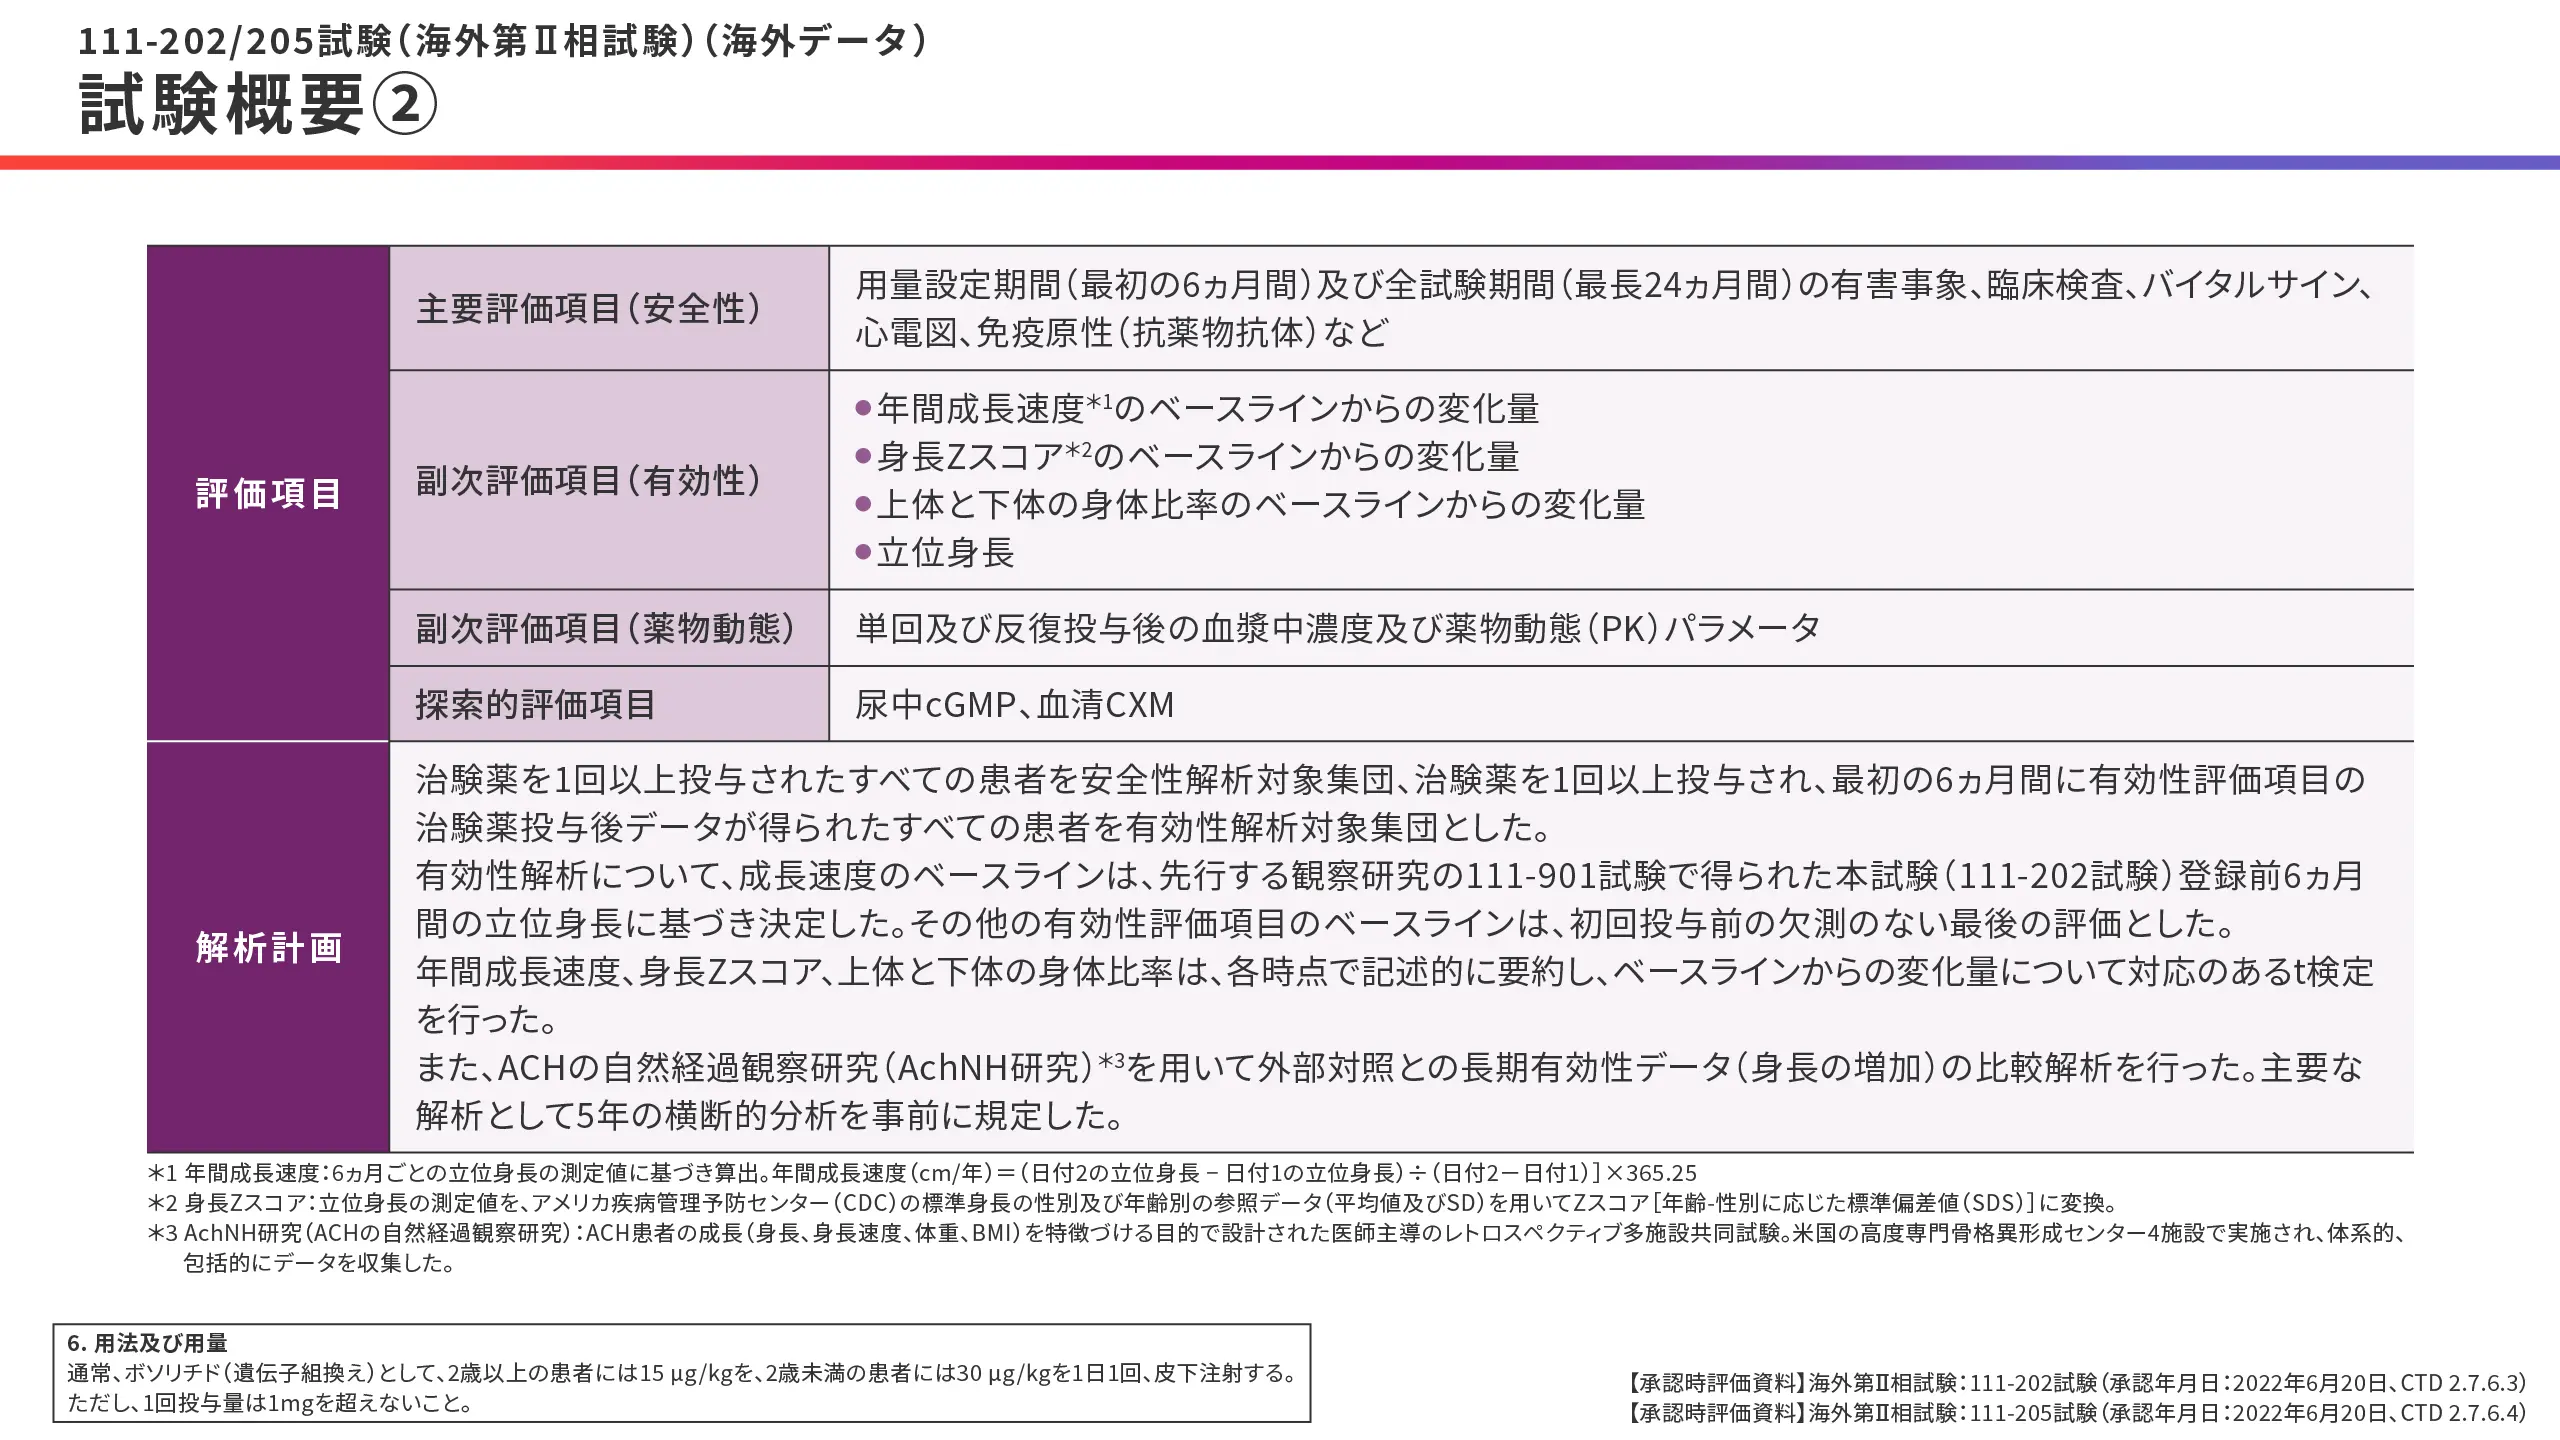 111-202/205試験（海外第Ⅱ相試験）（海外データ）
試験概要②
評価項目
主要評価項目（安全性）
用量設定期間（最初の6ヵ月間）及び全試験期間（最長24ヵ月間）の有害事象、臨床検査、バイタルサイン、
心電図、免疫原性（抗薬物抗体）など
副次評価項目（有効性）
●年間成長速度＊1のベースラインからの変化量
●身長Zスコア＊2のベースラインからの変化量
●上体と下体の身体比率のベースラインからの変化量
●立位身長
副次評価項目（薬物動態）
単回及び反復投与後の血漿中濃度及び薬物動態（PK）パラメータ
探索的評価項目
尿中cGMP、血清CXM
解析計画
治験薬を1回以上投与されたすべての患者を安全性解析対象集団、治験薬を1回以上投与され、最初の6ヵ月間に有効性評価項目の
治験薬投与後データが得られたすべての患者を有効性解析対象集団とした。
有効性解析について、成長速度のベースラインは、先行する観察研究の111-901試験で得られた本試験（111-202試験）登録前6ヵ月
間の立位身長に基づき決定した。その他の有効性評価項目のベースラインは、初回投与前の欠測のない最後の評価とした。
年間成長速度、身長Zスコア、上体と下体の身体比率は、各時点で記述的に要約し、ベースラインからの変化量について対応のあるt検定
を行った。
また、ACHの自然経過観察研究（AchNH研究）＊3を用いて外部対照との長期有効性データ（身長の増加）の比較解析を行った。主要な
解析として5年の横断的分析を事前に規定した。
＊1 年間成長速度：6ヵ月ごとの立位身長の測定値に基づき算出。年間成長速度（cm/年）＝（日付2の立位身長－日付1の立位身長）÷（日付2－日付1）］×365.25
＊2 身長Zスコア：立位身長の測定値を、アメリカ疾病管理予防センター（CDC）の標準身長の性別及び年齢別の参照データ（平均値及びSD）を用いてZスコア［年齢-性別に応じた標準偏差値（SDS）］に変換。
＊3 AchNH研究（ACHの自然経過観察研究）：ACH患者の成長（身長、身長速度、体重、BMI）を特徴づける目的で設計された医師主導のレトロスペクティブ多施設共同試験。米国の高度専門骨格異形成センター4施設で実施され、体系的、
包括的にデータを収集した。
6. 用法及び用量
通常、ボソリチド（遺伝子組換え）として、2歳以上の患者には15 μg/kgを、2歳未満の患者には30 μg/kgを1日1回、皮下注射する。
ただし、1回投与量は1mgを超えないこと。
【承認時評価資料】海外第Ⅱ相試験：111-202試験（承認年月日：2022年6月20日、CTD 2.7.6.3）
【承認時評価資料】海外第Ⅱ相試験：111-205試験（承認年月日：2022年6月20日、CTD 2.7.6.4）